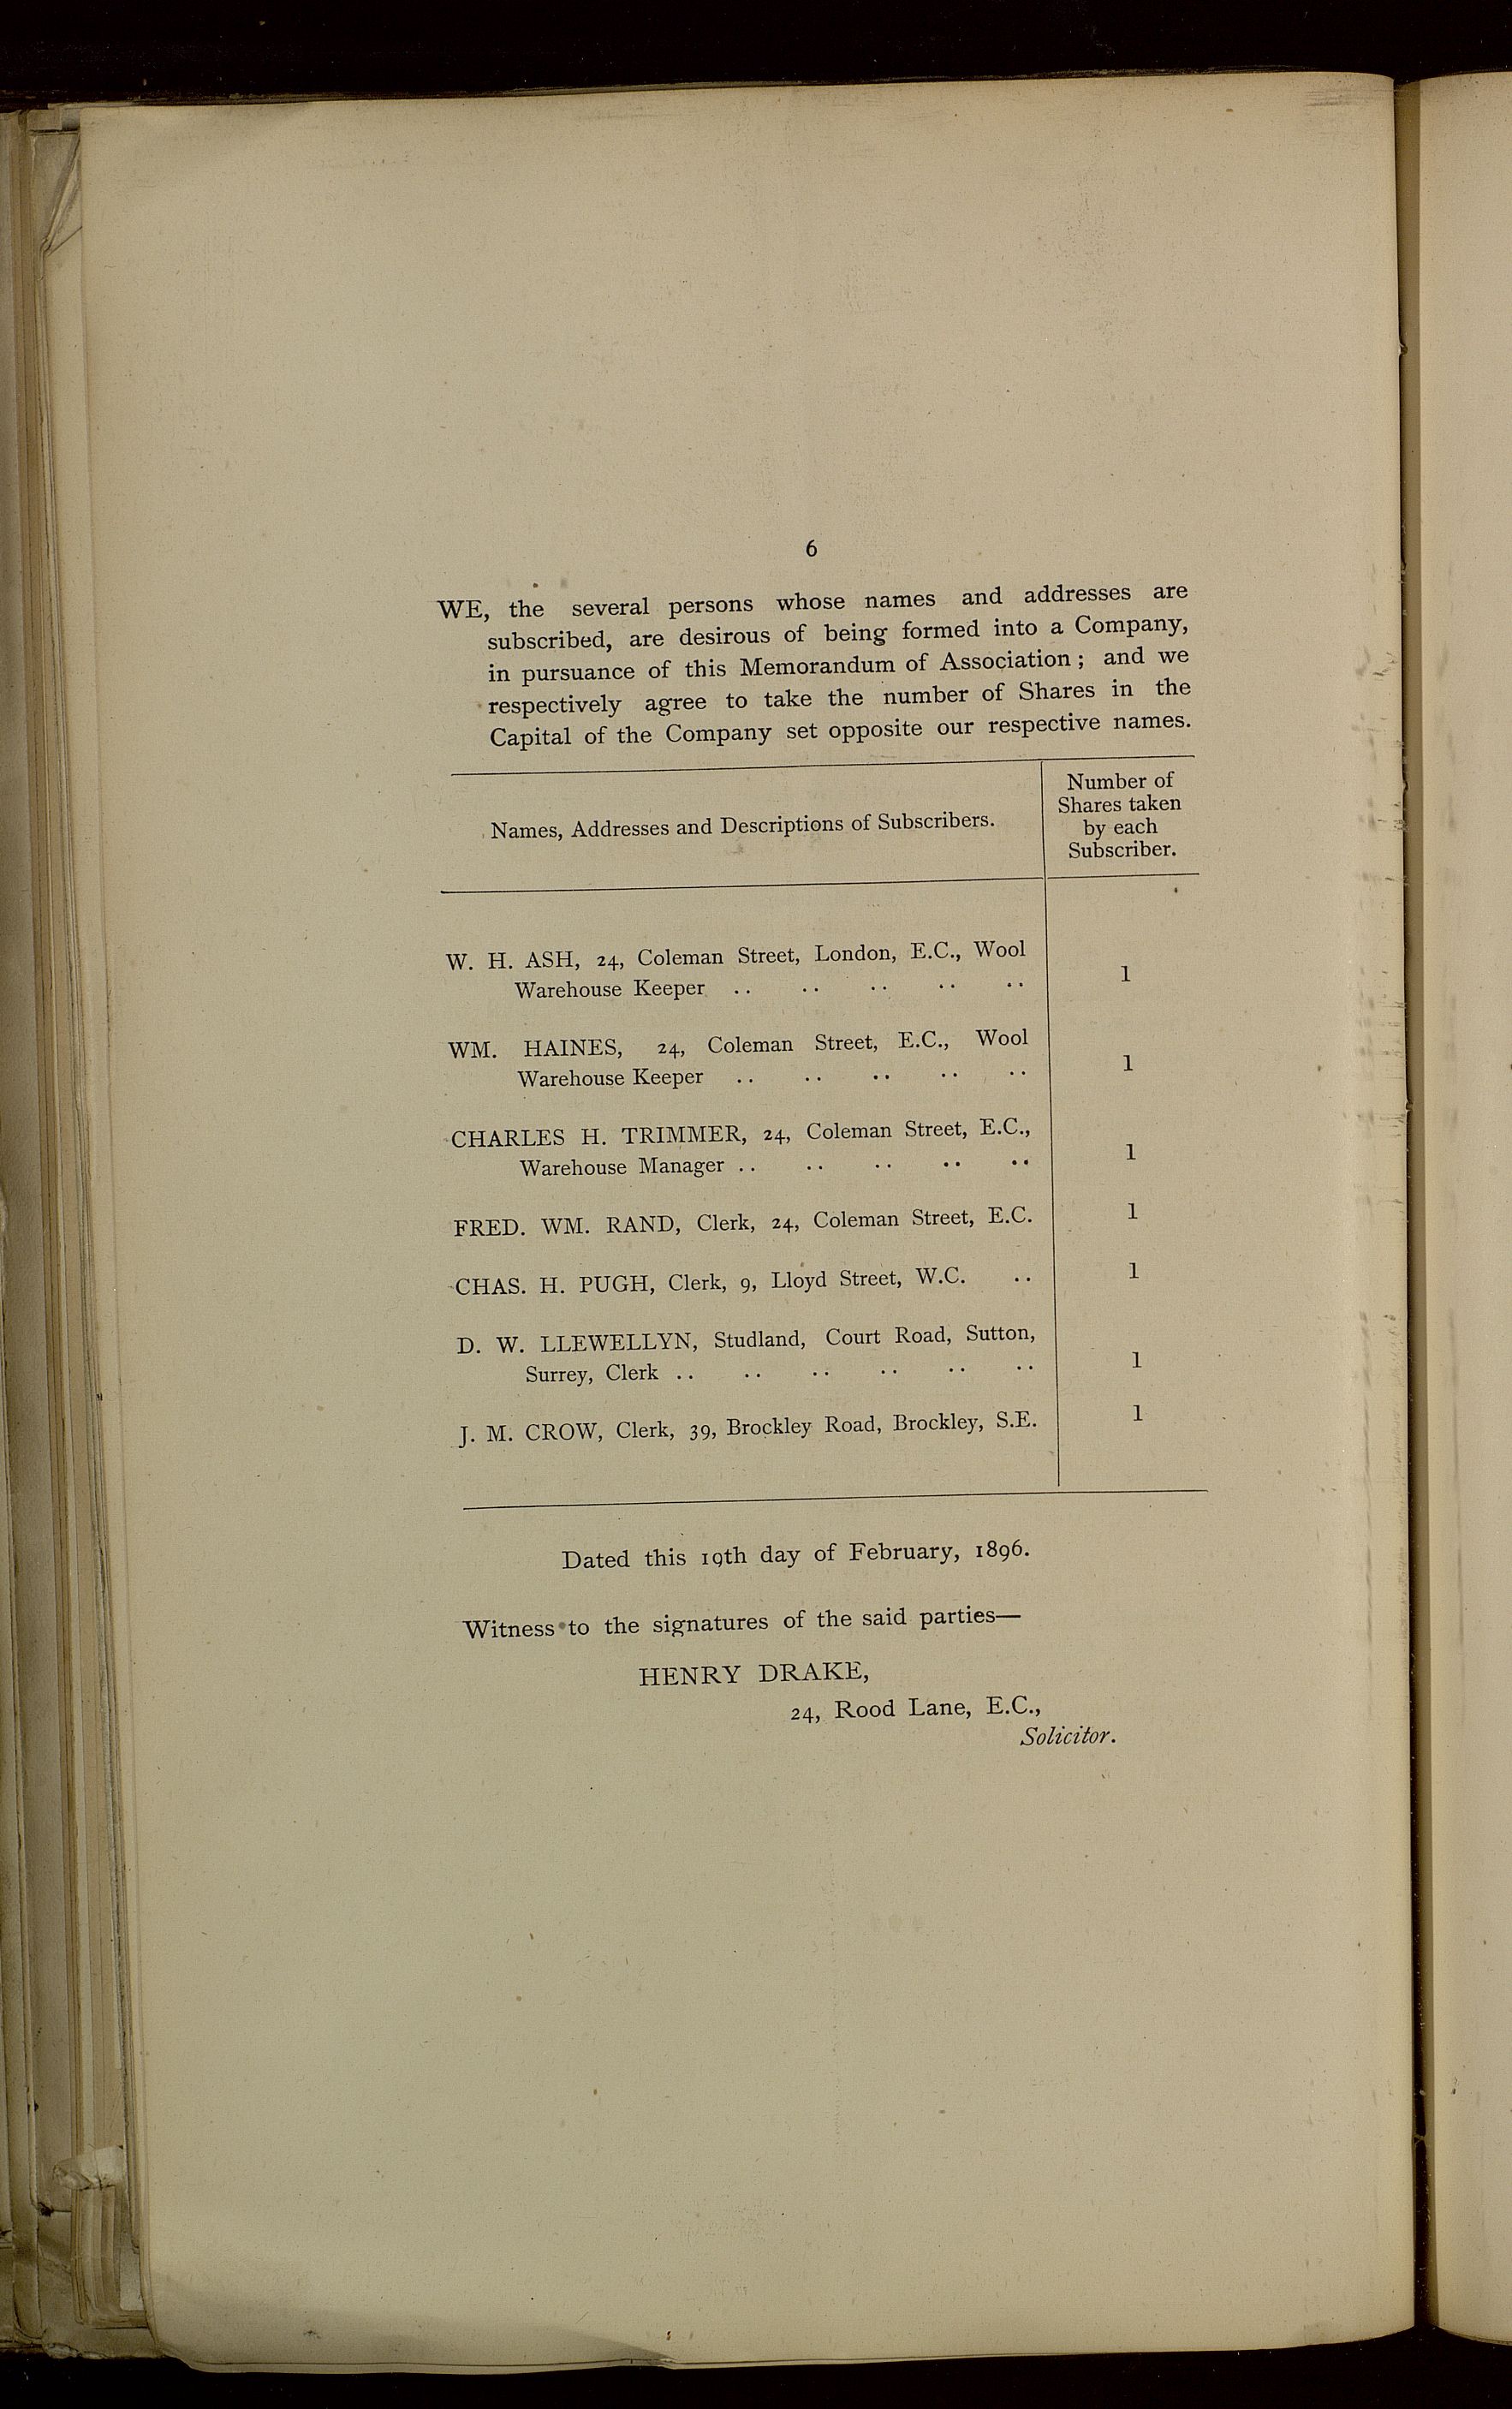 6
WE, the several persons whose names and addresses are
subscribed, are desirous of being formed into a Company,
in pursuance of this Memorandum of Association; and we
respectively agree to take the number of Shares in the
Capital of the Company set opposite our respective names.
Names, Addresses and Descriptions of Subscribers.
Number of
Shares taken
by each
Subscriber.
W. H. ASH, 24, Coleman Street, London, E.C., Wool
Warehouse Keeper .. .. .. .. .. 1
WM. HAINES, 24, Coleman Street, E.C., Wool
Warehouse Keeper .. .. .. .. .. 1
CHARLES H. TRIMMER, 24, Coleman Street, E.C.,
Warehouse Manager .. .. .. .. .. 1
FRED. WM. RAND, Clerk, 24, Coleman Street, E.C. 1
CHAS. H. PUGH, Clerk, 9, Lloyd Street, W.C. .. 1
D. W. LLEWELLYN, Studland, Court Road, Sutton,
Surrey, Clerk .. .. .. .. .. .. 1
J. M. CROW, Clerk, 39, Brockley Road, Brockley, S.E. 1
Dated this 19th day of February, 1896.
Witness to the signatures of the said parties—
HENRY DRAKE,
24, Rood Lane, E.C.,
Solicitor.